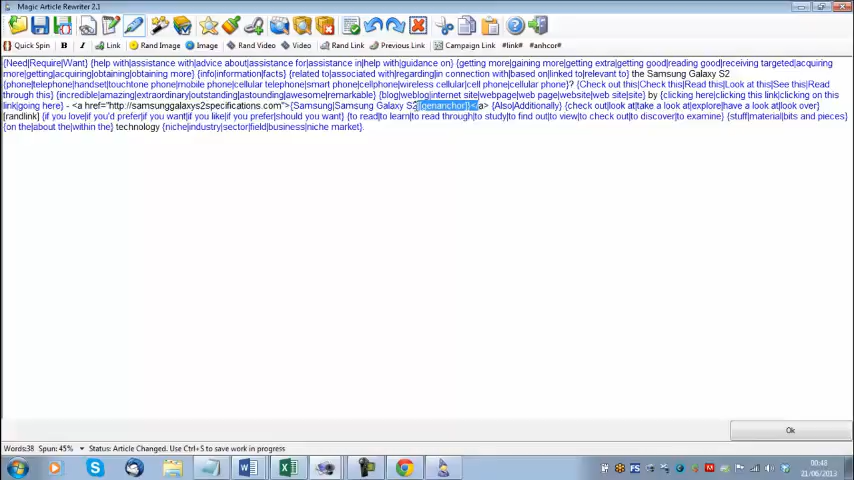 Magic Article Rewriter 2.1
Quick Spin B I Link Rand Image Image Rand Video Video Rand Link Previous Link Campaign Link #link# #anhcor#
{Need|Require|Want} {help with|assistance with|advice about|assistance for|assistance in|help with|guidance on} {getting more|gaining more|getting extra|getting good|reading good|receiving targeted|acquiring
more|getting|acquiring|obtaining|obtaining more} {info|information|facts} {related to|associated with|regarding|in connection with|based on|linked to|relevant to} the Samsung Galaxy S2
{phone|telephone|handset|touchtone phone|mobile phone|cellular telephone|smart phone|cellphone|wireless cellular|cell phone|cellular phone}? {Check out this|Check this|Read this|Look at this|See this|Read
through this} {incredible|amazing|extraordinary|outstanding|astounding|awesome|remarkable} {blog|weblog|internet site|webpage|web page|website|web site|site} by {clicking here|clicking this link|clicking on this
link|going here} - <a href="http://samsunggalaxys2specifications.com">{Samsung|Samsung Galaxy S2|[genanchor]}</a> {Also|Additionally} {check out|look at|take a look at|explore|have a look at|look over}
[randlink] {if you love|if you'd prefer|if you want|if you like|if you prefer|should you want} {to read|to learn|to read through|to study|to find out|to view|to check out|to discover|to examine} {stuff|material|bits and pieces}
{on the|about the|within the} technology {niche|industry|sector|field|business|niche market}.
Ok
Words:38 Spin: 45% Status: Article Changed. Use Ctrl+S to save work in progress
00:48
21/06/2013